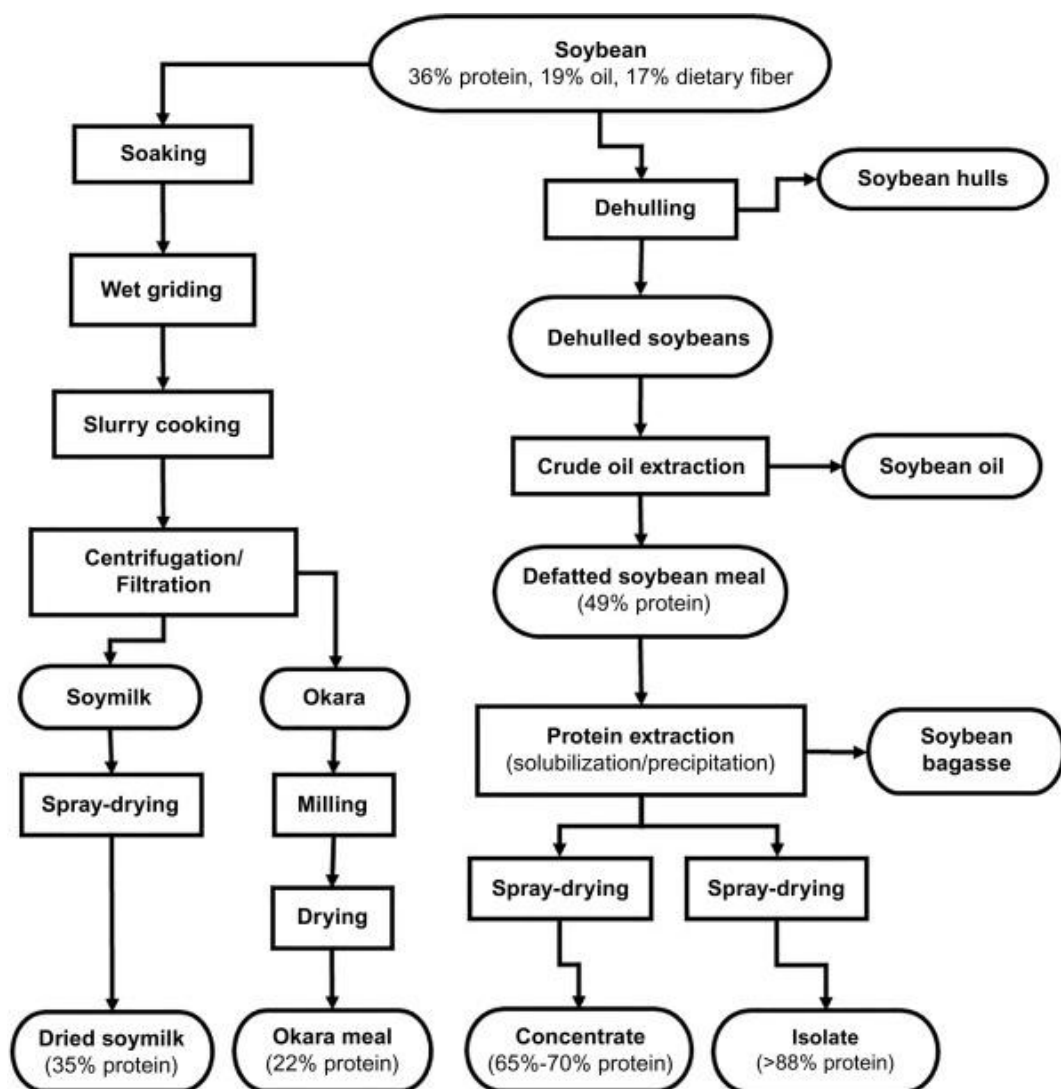 Soybean
36% protein, 19% oil, 17% dietary fiber
Soaking
Wet griding
Slurry cooking
Centrifugation/
Filtration
Soymilk
Okara
Spray-drying
Milling
Drying
Dried soymilk
(35% protein)
Okara meal
(22% protein)
Dehulling
Soybean hulls
Dehulled soybeans
Crude oil extraction
Soybean oil
Defatted soybean meal
(49% protein)
Protein extraction
(solubilization/precipitation)
Soybean
bagasse
Spray-drying
Spray-drying
Concentrate
(65%-70% protein)
Isolate
(>88% protein)